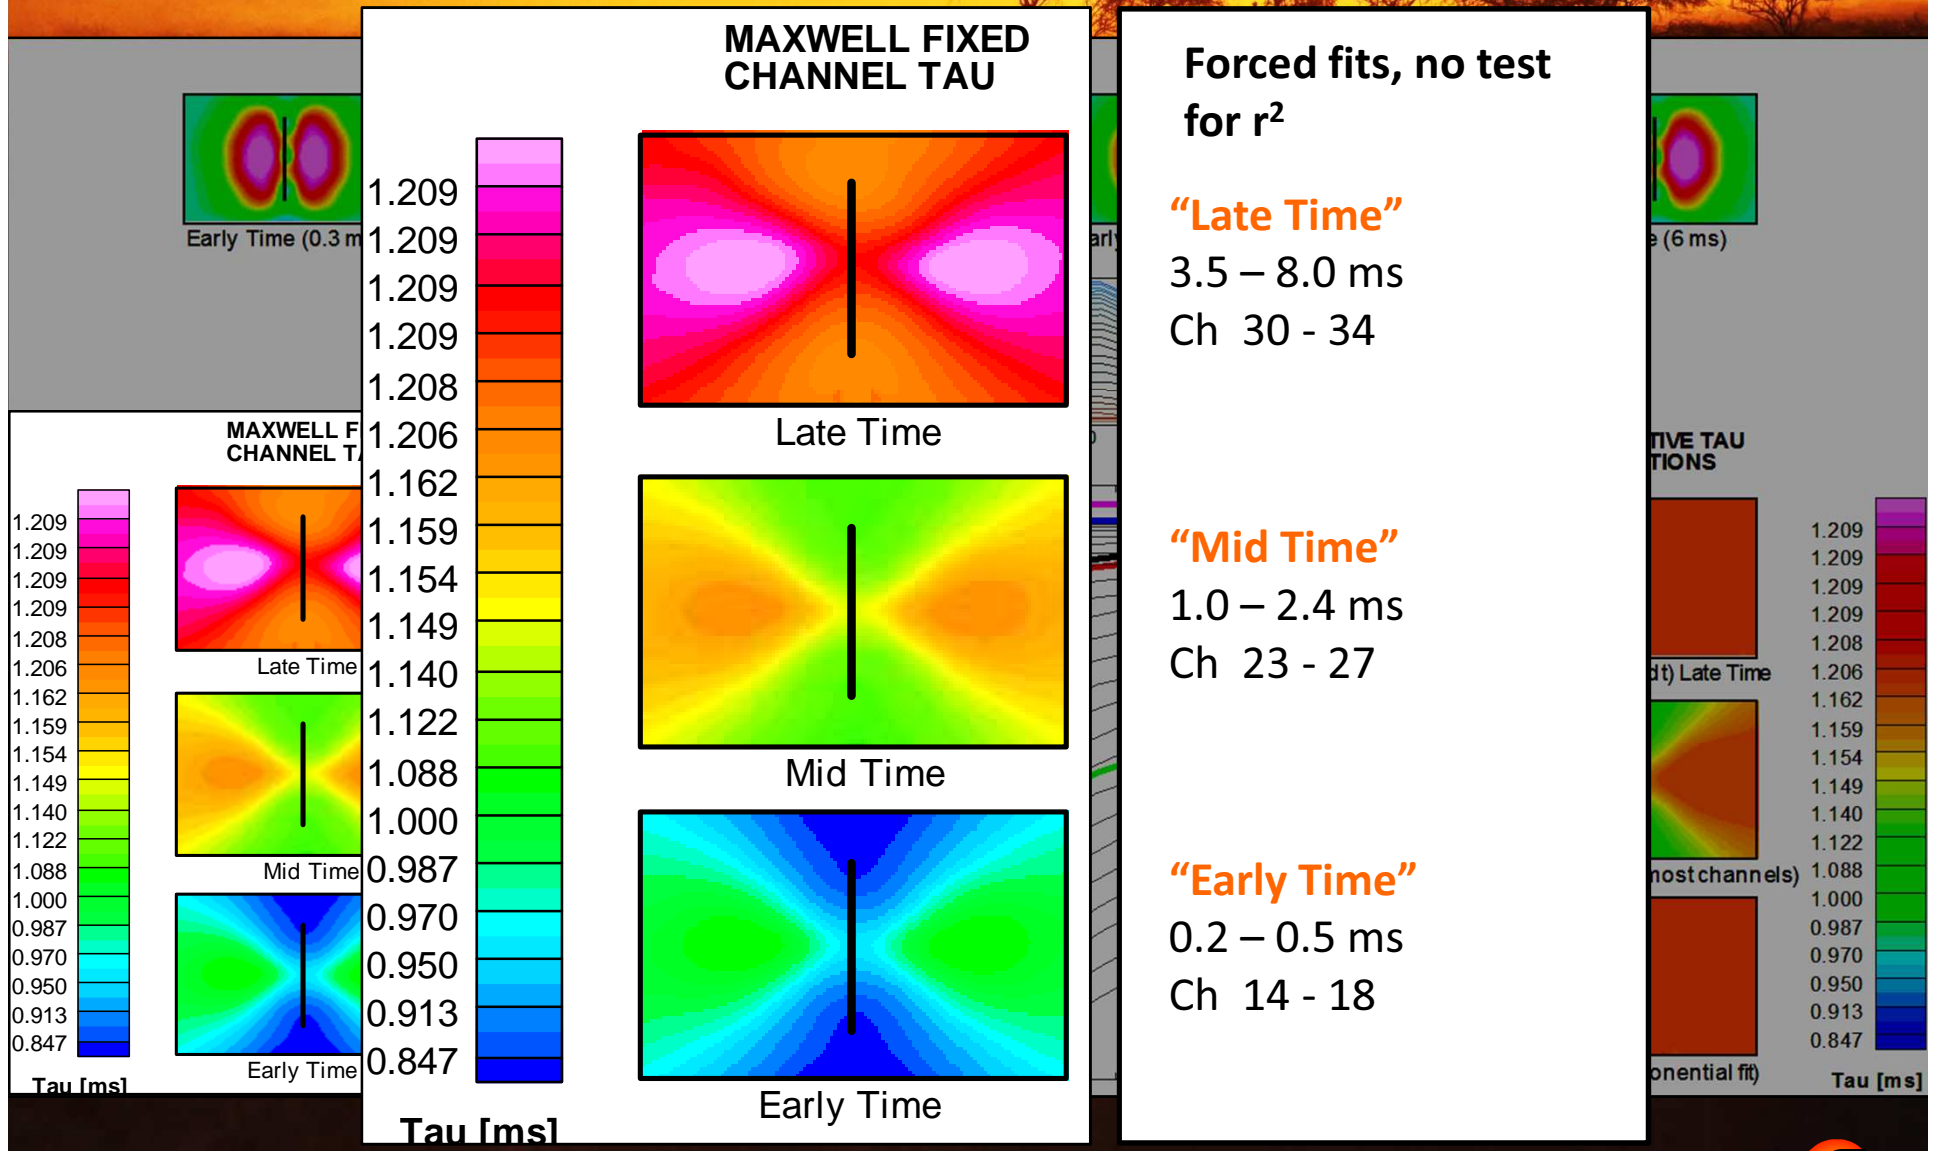 MAXWELL FIXED
CHANNEL TAU
1.209
1.209
1.209
1.209
1.208
1.206
1.162
1.159
1.154
1.149
1.140
1.122
1.088
1.000
0.987
0.970
0.950
0.913
0.847
Tau [ms]
Late Time
Mid Time
Early Time
Forced fits, no test
for r²
“Late Time”
3.5 – 8.0 ms
Ch 30 - 34
“Mid Time”
1.0 – 2.4 ms
Ch 23 - 27
“Early Time”
0.2 – 0.5 ms
Ch 14 - 18
Early Time (0.3 m
(6 ms)
MAXWELL F
CHANNEL TA
1.209
1.209
1.209
1.209
1.208
1.206
1.162
1.159
1.154
1.149
1.140
1.122
1.088
1.000
0.987
0.970
0.950
0.913
0.847
Tau [ms]
Late Time
Mid Time
Early Time
TIVE TAU
TIONS
dt) Late Time
most channels)
onential fit)
1.209
1.209
1.209
1.209
1.208
1.206
1.162
1.159
1.154
1.149
1.140
1.122
1.088
1.000
0.987
0.970
0.950
0.913
0.847
Tau [ms]